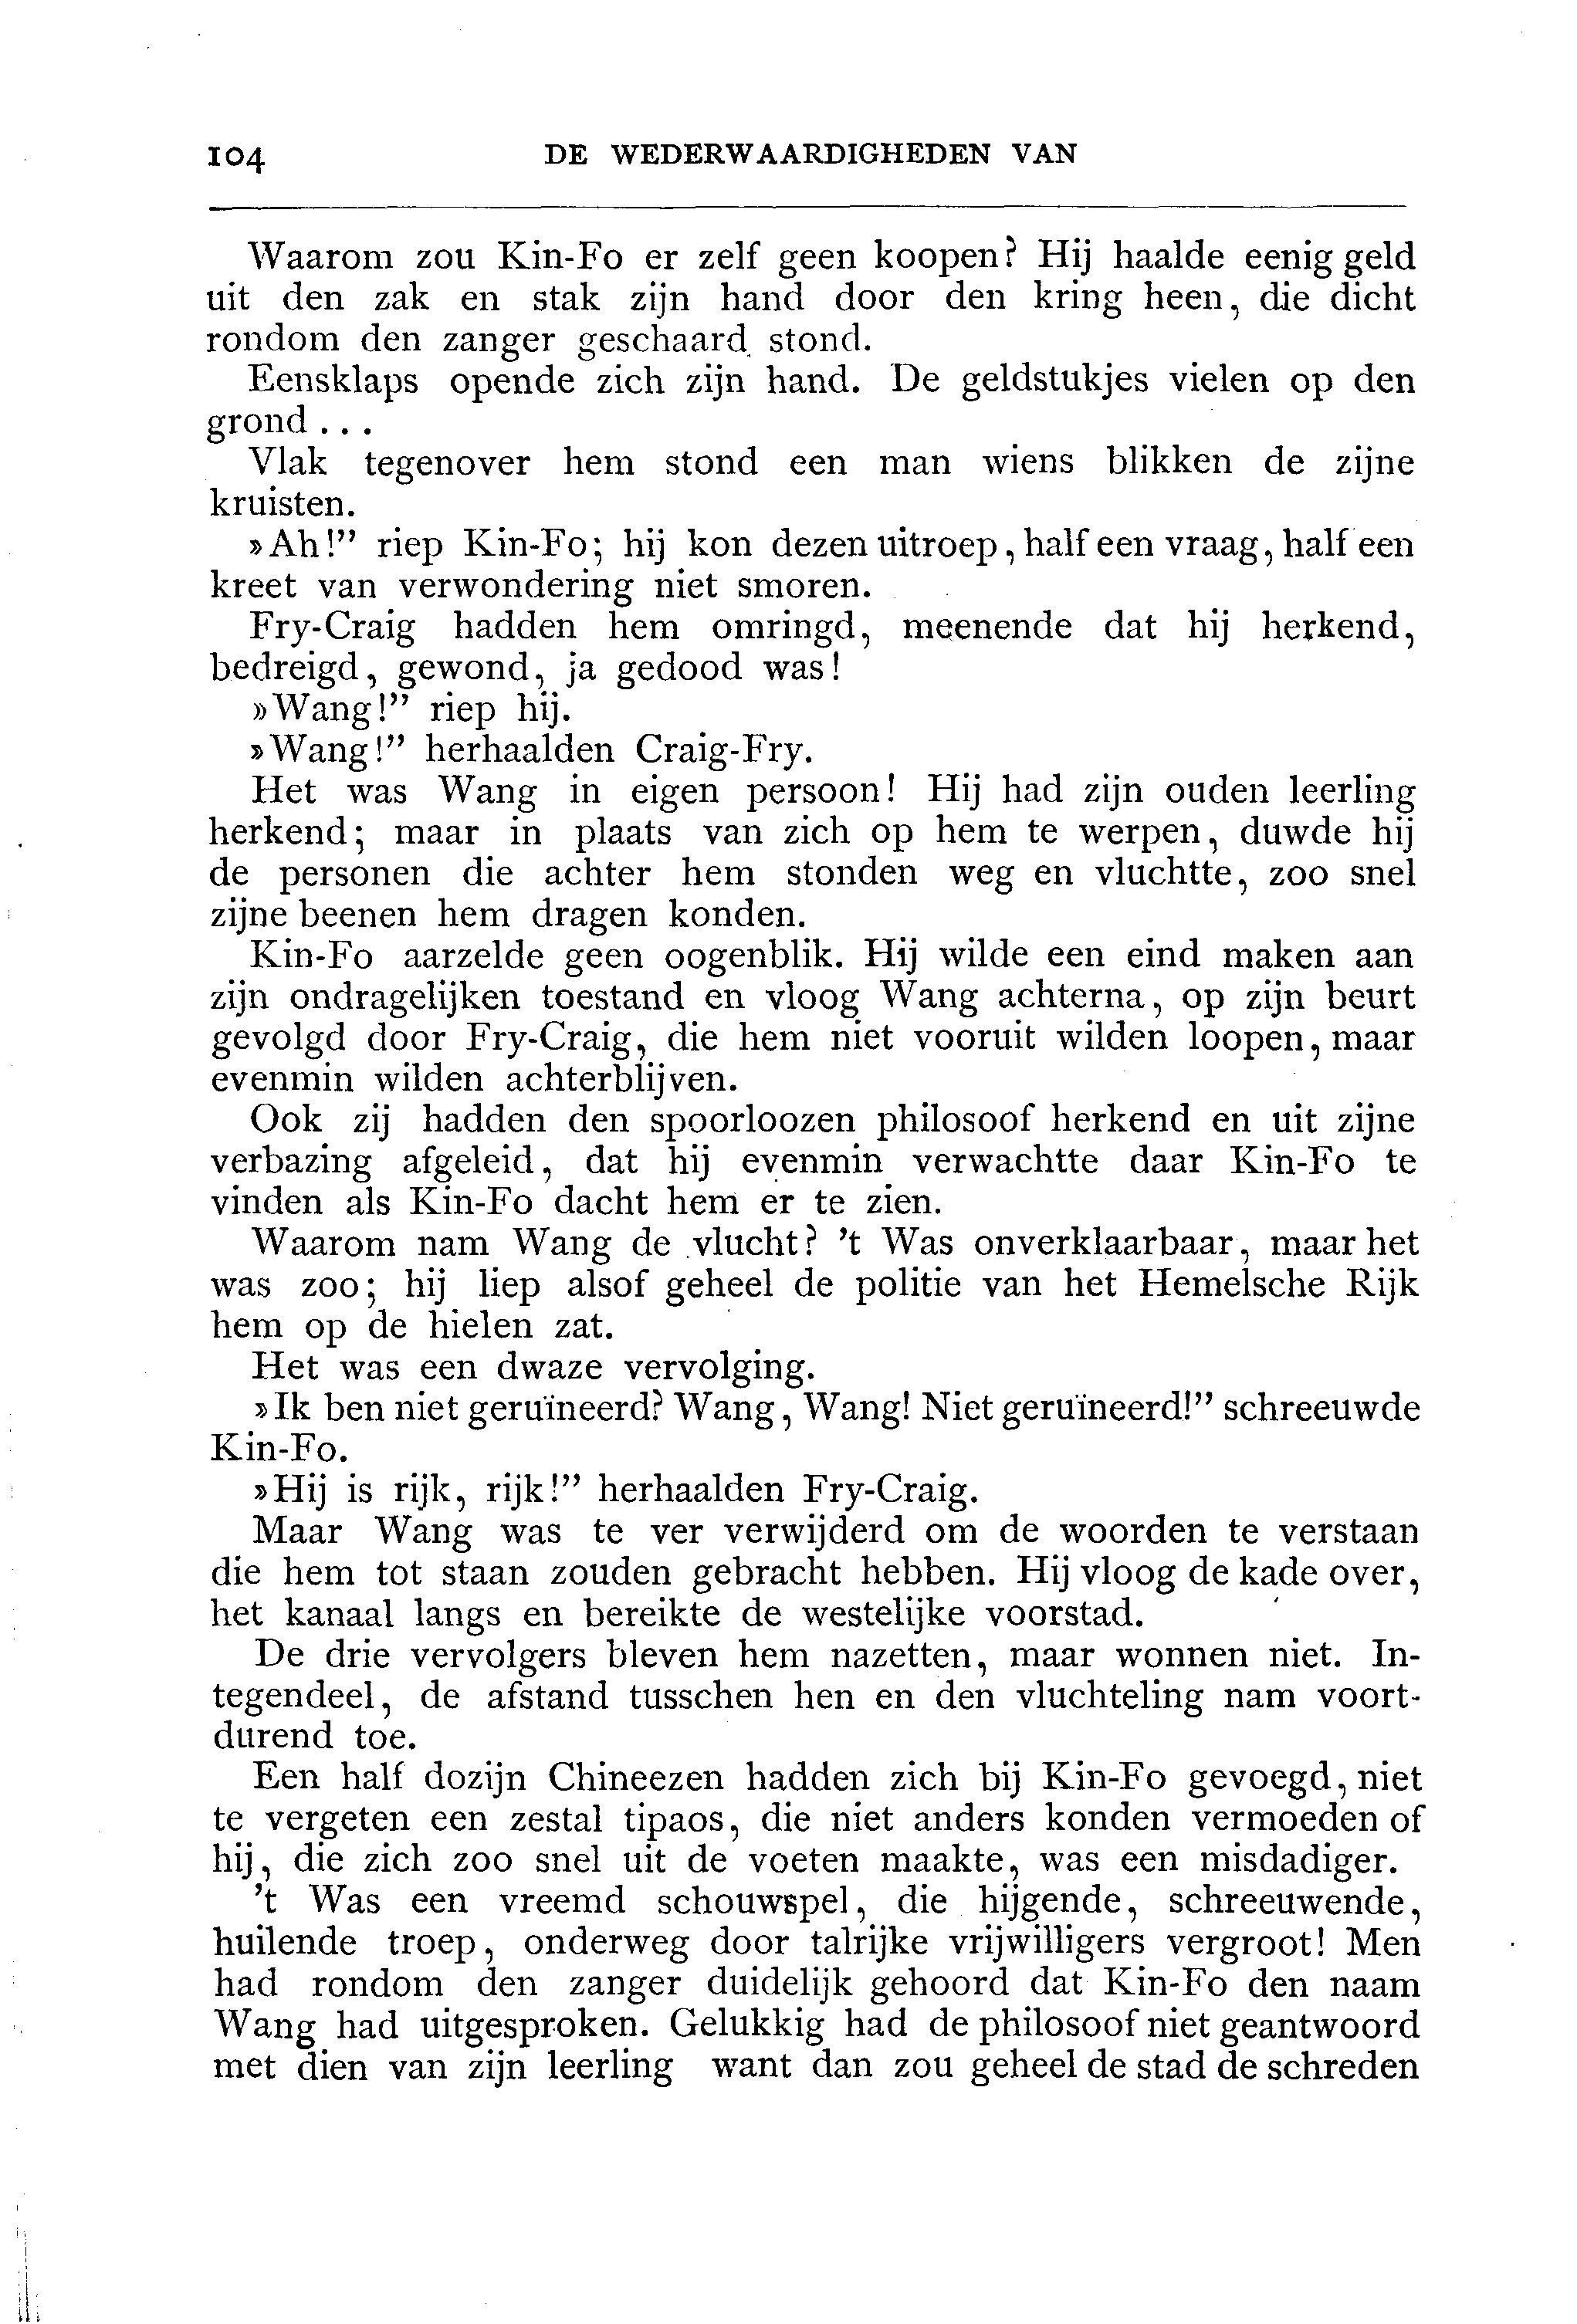 104 DE WEDERWAARDIGHEDEN VAN
Waarom zou Kin-Fo er zelf geen koopen? Hij haalde eenig geld
uit den zak en stak zijn hand door den kring heen, die dicht
rondom den zanger geschaard stond.
Eensklaps opende zich zijn hand. De geldstukjes vielen op den
grond ...
Vlak tegenover hem stond een man wiens blikken de zijne
kruisten.
»Ah!” riep Kin-Fo; hij kon dezen uitroep, half een vraag, half een
kreet van verwondering niet smoren.
Fry-Craig hadden hem omringd, meenende dat hij herkend,
bedreigd, gewond, ja gedood was!
»Wang!” riep hij.
»Wang!” herhaalden Craig-Fry.
Het was Wang in eigen persoon! Hij had zijn ouden leerling
herkend; maar in plaats van zich op hem te werpen, duwde hij
de personen die achter hem stonden weg en vluchtte, zoo snel
zijne beenen hem dragen konden.
Kin-Fo aarzelde geen oogenblik. Hij wilde een eind maken aan
zijn ondragelijken toestand en vloog Wang achterna, op zijn beurt
gevolgd door Fry-Craig, die hem niet vooruit wilden loopen, maar
evenmin wilden achterblijven.
Ook zij hadden den spoorloozen philosoof herkend en uit zijne
verbazing afgeleid, dat hij evenmin verwachtte daar Kin-Fo te
vinden als Kin-Fo dacht hem er te zien.
Waarom nam Wang de vlucht? 't Was onverklaarbaar, maar het
was zoo; hij liep alsof geheel de politie van het Hemelsche Rijk
hem op de hielen zat.
Het was een dwaze vervolging.
»Ik ben niet geruïneerd? Wang, Wang! Niet geruïneerd!” schreeuwde
Kin-Fo.
»Hij is rijk, rijk!” herhaalden Fry-Craig.
Maar Wang was te ver verwijderd om de woorden te verstaan
die hem tot staan zouden gebracht hebben. Hij vloog de kade over,
het kanaal langs en bereikte de westelijke voorstad.
De drie vervolgers bleven hem nazetten, maar wonnen niet. In-
tegendeel, de afstand tusschen hen en den vluchteling nam voort-
durend toe.
Een half dozijn Chineezen hadden zich bij Kin-Fo gevoegd, niet
te vergeten een zestal tipaos, die niet anders konden vermoeden of
hij, die zich zoo snel uit de voeten maakte, was een misdadiger.
't Was een vreemd schouwspel, die hijgende, schreeuwende,
huilende troep, onderweg door talrijke vrijwilligers vergroot! Men
had rondom den zanger duidelijk gehoord dat Kin-Fo den naam
Wang had uitgesproken. Gelukkig had de philosoof niet geantwoord
met dien van zijn leerling want dan zou geheel de stad de schreden